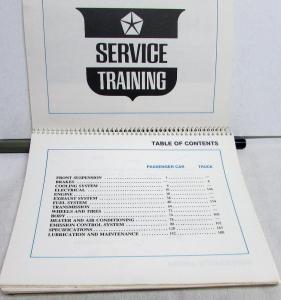 SERVICE
TRAINING
TABLE OF CONTENTS
PASSENGER CAR TRUCK
FRONT SUSPENSION
BRAKES
COOLING SYSTEM
ELECTRICAL
ENGINE
EXHAUST SYSTEM
FUEL SYSTEM
TRANSMISSION
WHEELS AND TIRES
BODY
HEATER AND AIR CONDITIONING
EMISSION CONTROL SYSTEM
SPECIFICATIONS
LUBRICATION AND MAINTENANCE